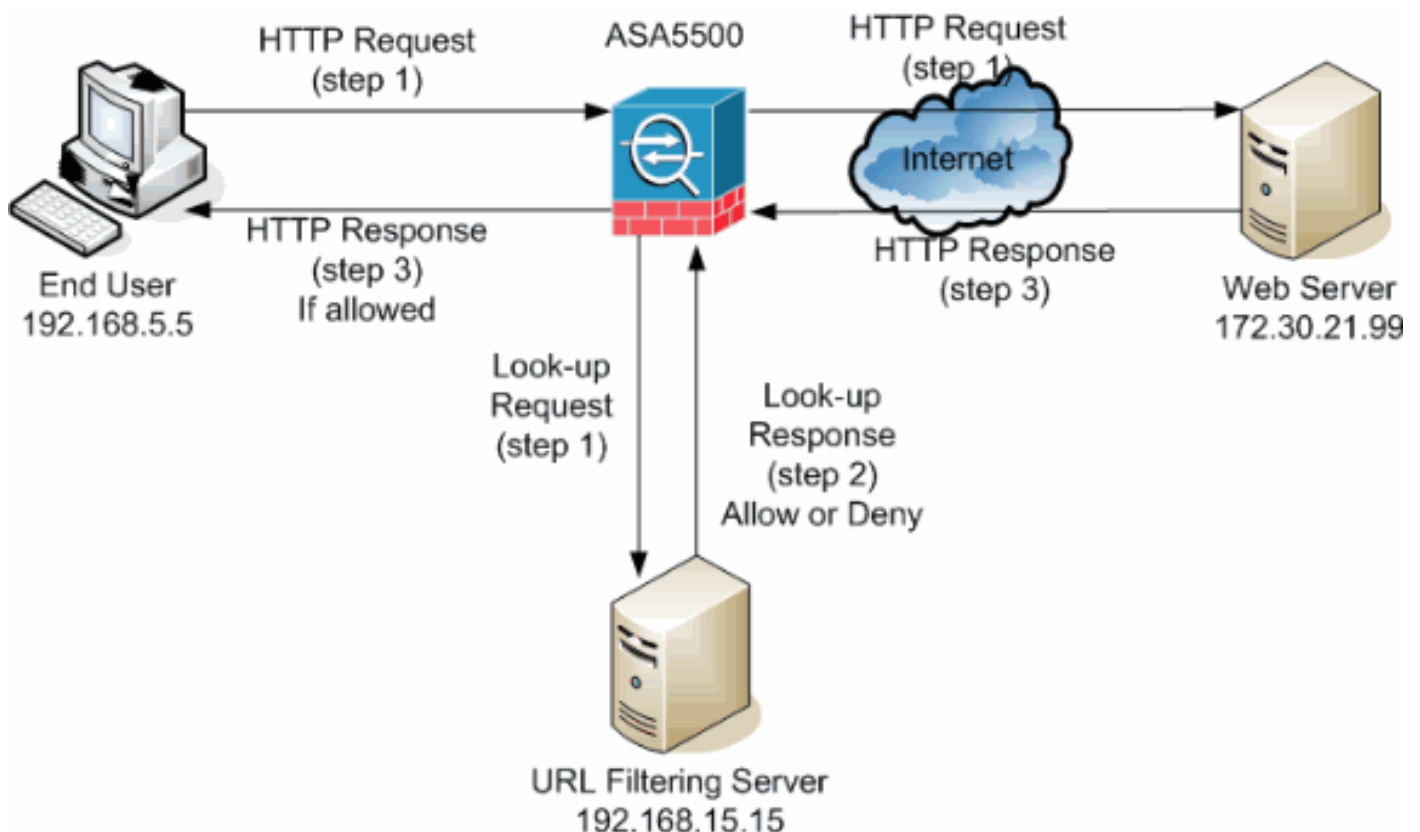 HTTP Request
(step 1)
ASA5500
HTTP Request
(step 1)
Internet
HTTP Response
(step 3)
If allowed
HTTP Response
(step 3)
End User
192.168.5.5
Web Server
172.30.21.99
Look-up
Request
(step 1)
Look-up
Response
(step 2)
Allow or Deny
URL Filtering Server
192.168.15.15